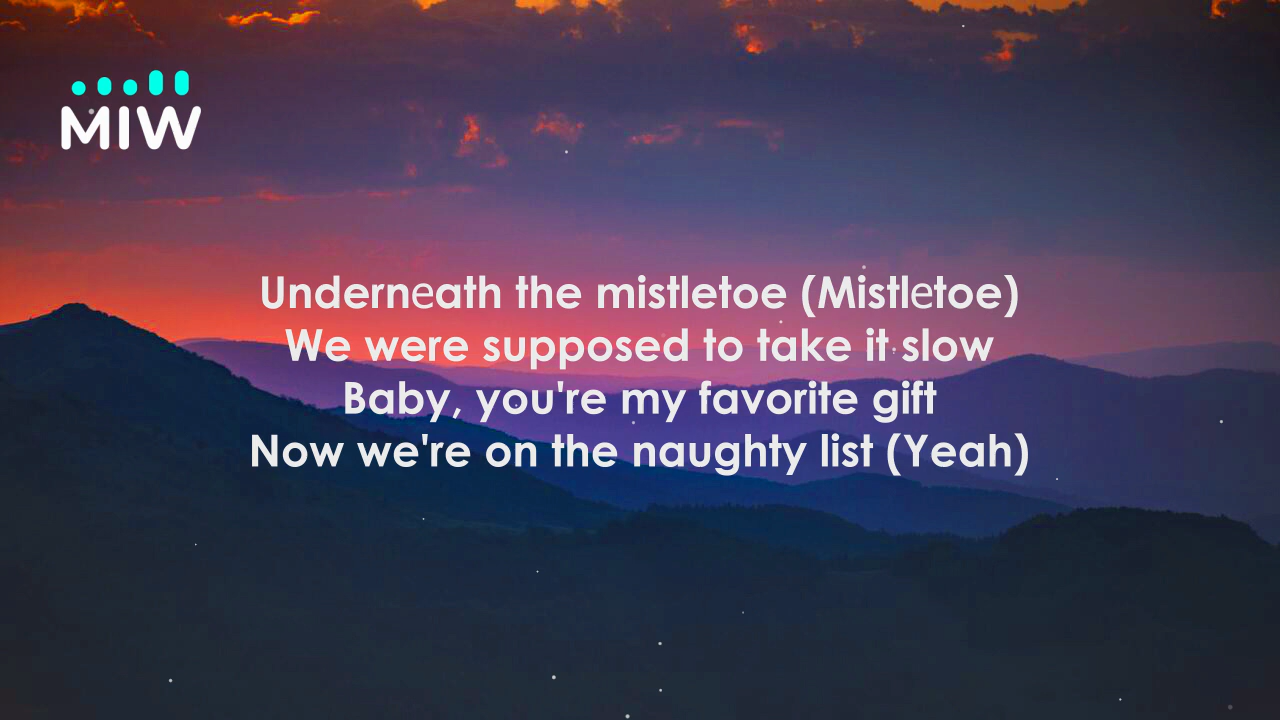 MIW
Underneath the mistletoe (Mistletoe)
We were supposed to take it slow
Baby, you're my favorite gift
Now we're on the naughty list (Yeah)